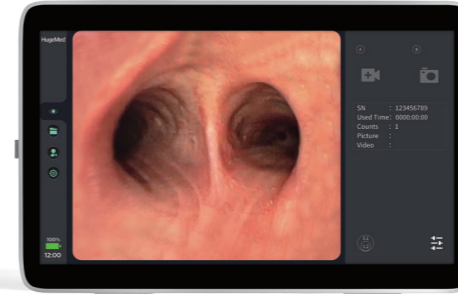 HugeMed
100%
12:00
SN : 123456789
Used Time : 0000:00:00
Counts : 1
Picture :
Video :